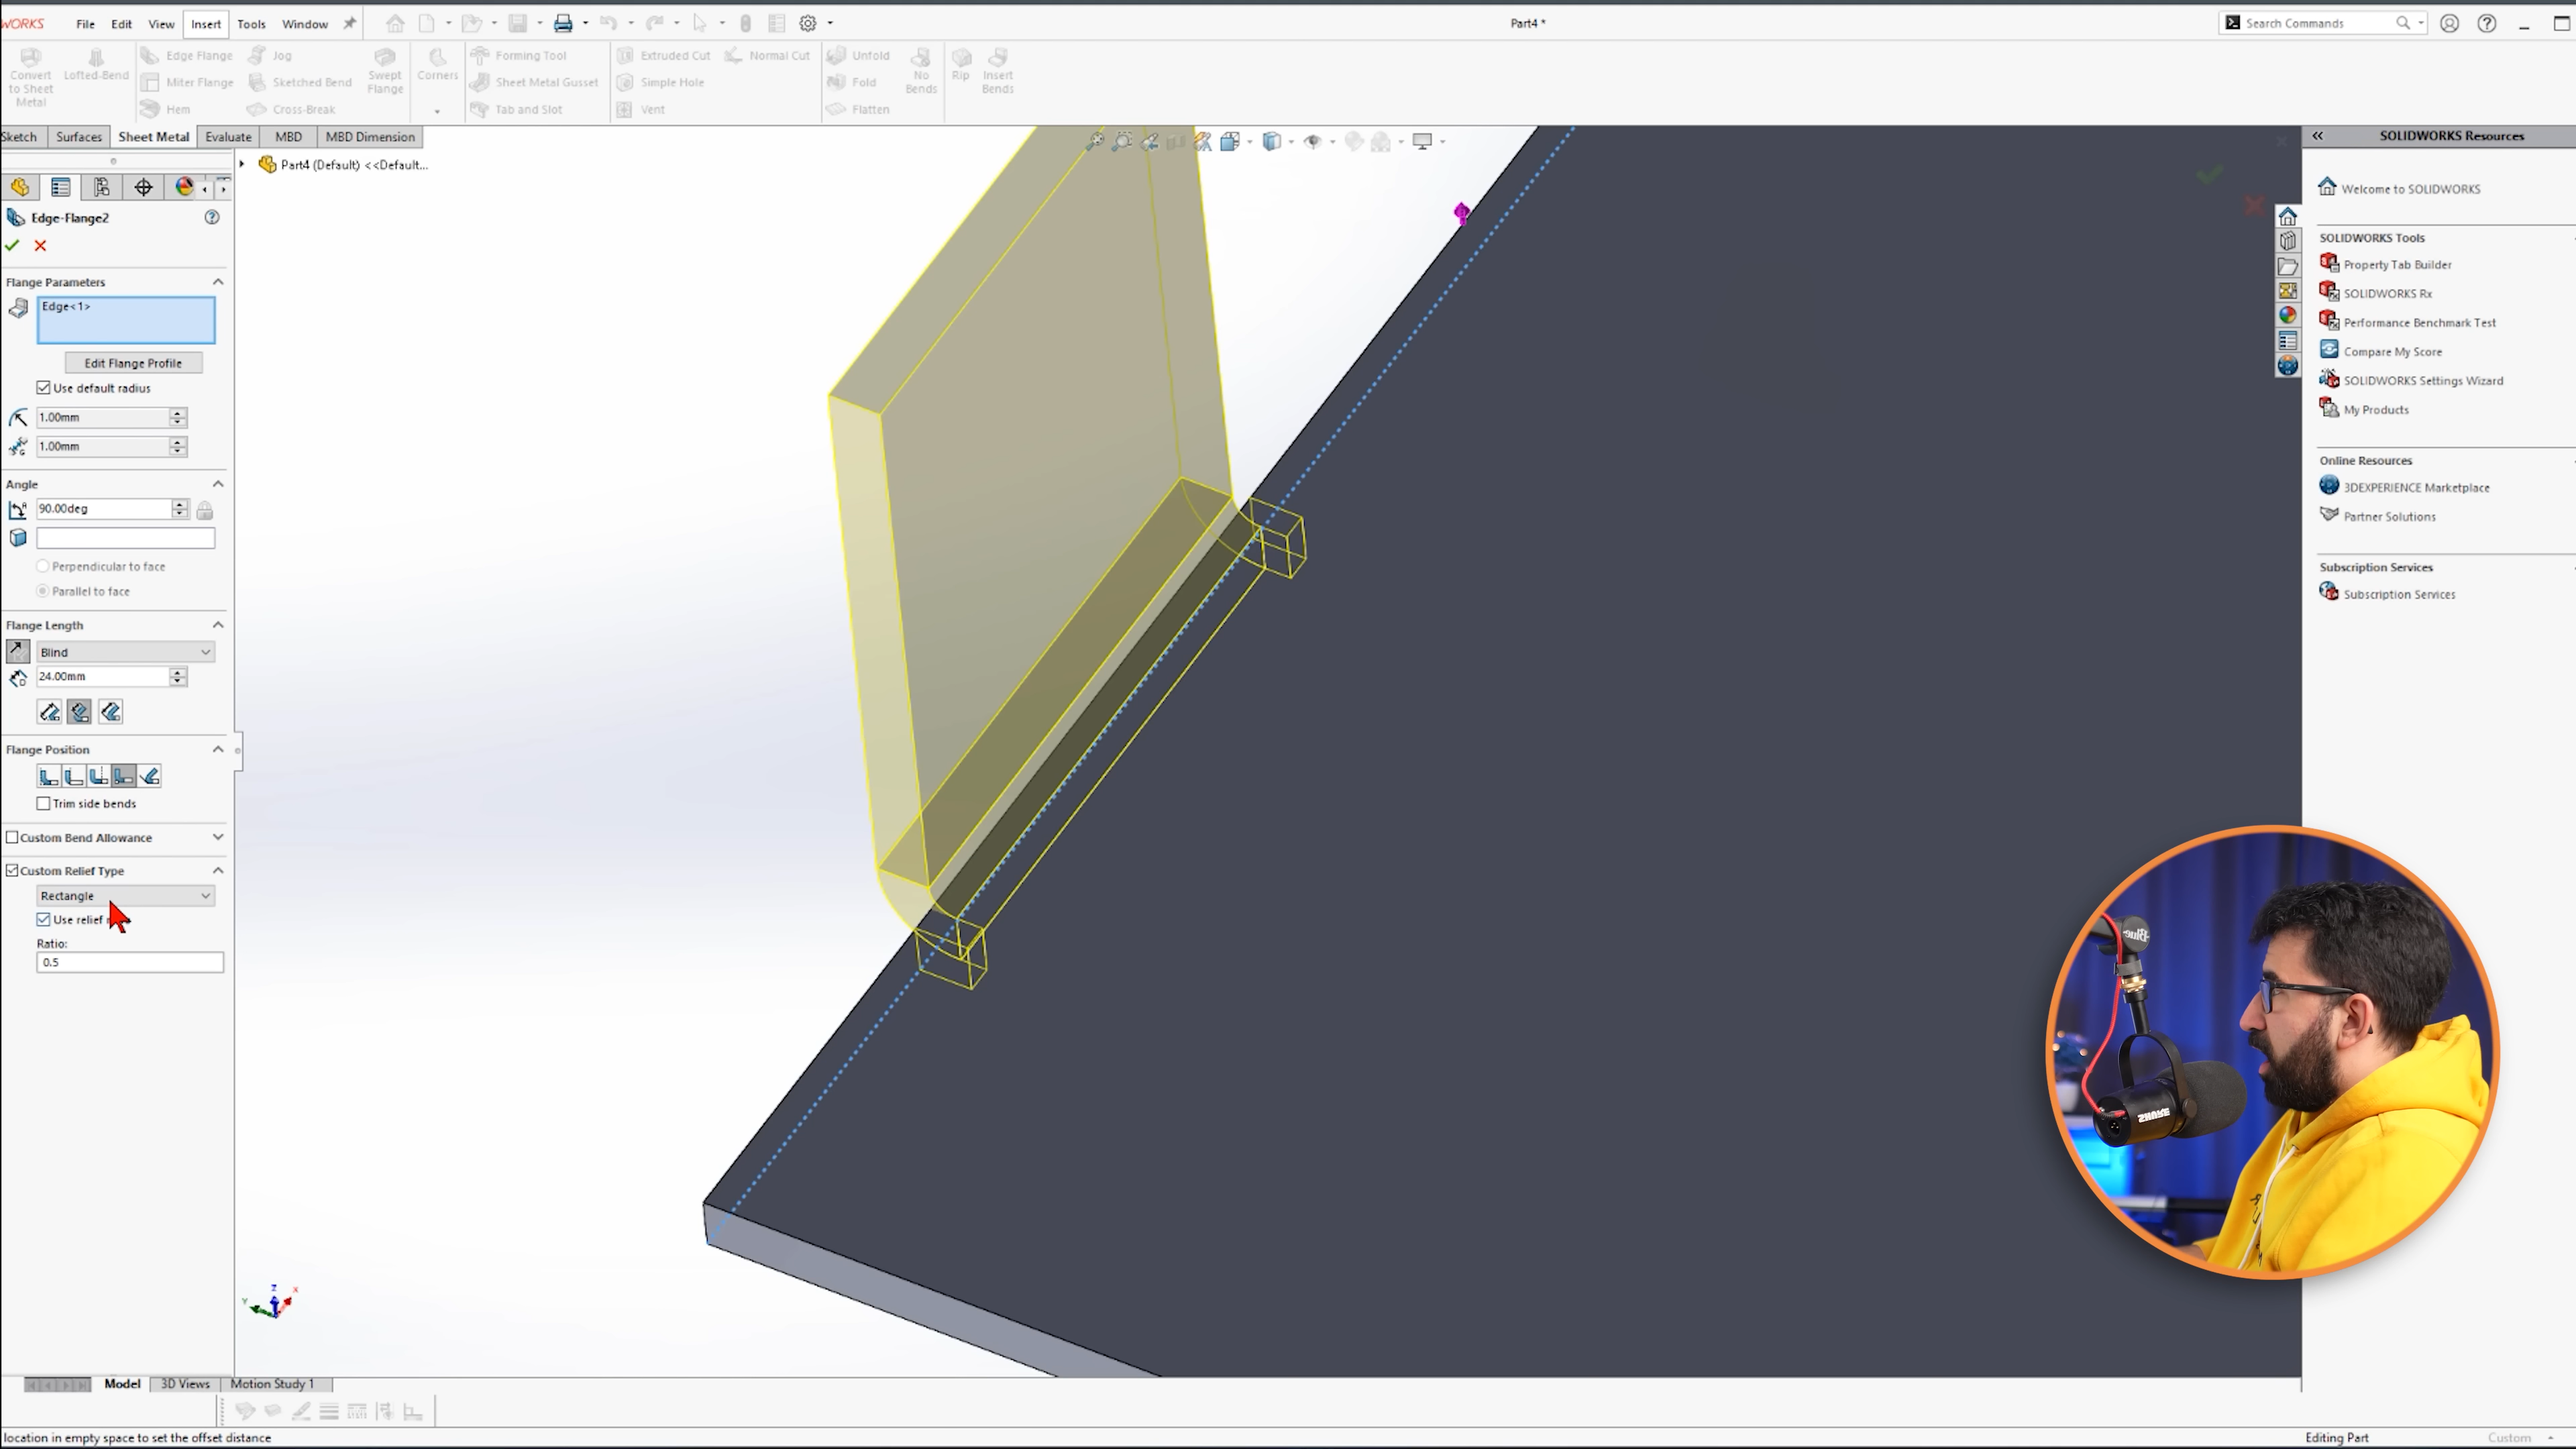 WORKS File Edit View Insert Tools Window
Part4 *
Search Commands
Convert to Sheet Metal
Lofted-Bend
Edge Flange
Miter Flange
Hem
Jog
Sketched Bend
Cross-Break
Swept Flange
Corners
Forming Tool
Sheet Metal Gusset
Tab and Slot
Extruded Cut
Simple Hole
Vent
Normal Cut
Unfold
Fold
Flatten
No Bends
Rip
Insert Bends
Sketch Surfaces Sheet Metal Evaluate MBD MBD Dimension
Part4 (Default) <<Default...
Edge-Flange2
Flange Parameters
Edge<1>
Edit Flange Profile
Use default radius
1.00mm
1.00mm
Angle
90.00deg
Perpendicular to face
Parallel to face
Flange Length
Blind
24.00mm
Flange Position
Trim side bends
Custom Bend Allowance
Custom Relief Type
Rectangle
Use relief
Ratio:
0.5
SOLIDWORKS Resources
Welcome to SOLIDWORKS
SOLIDWORKS Tools
Property Tab Builder
SOLIDWORKS Rx
Performance Benchmark Test
Compare My Score
SOLIDWORKS Settings Wizard
My Products
Online Resources
3DEXPERIENCE Marketplace
Partner Solutions
Subscription Services
Subscription Services
Blue
SHURE
Z
X
Y
Model 3D Views Motion Study 1
location in empty space to set the offset distance
Editing Part
Custom